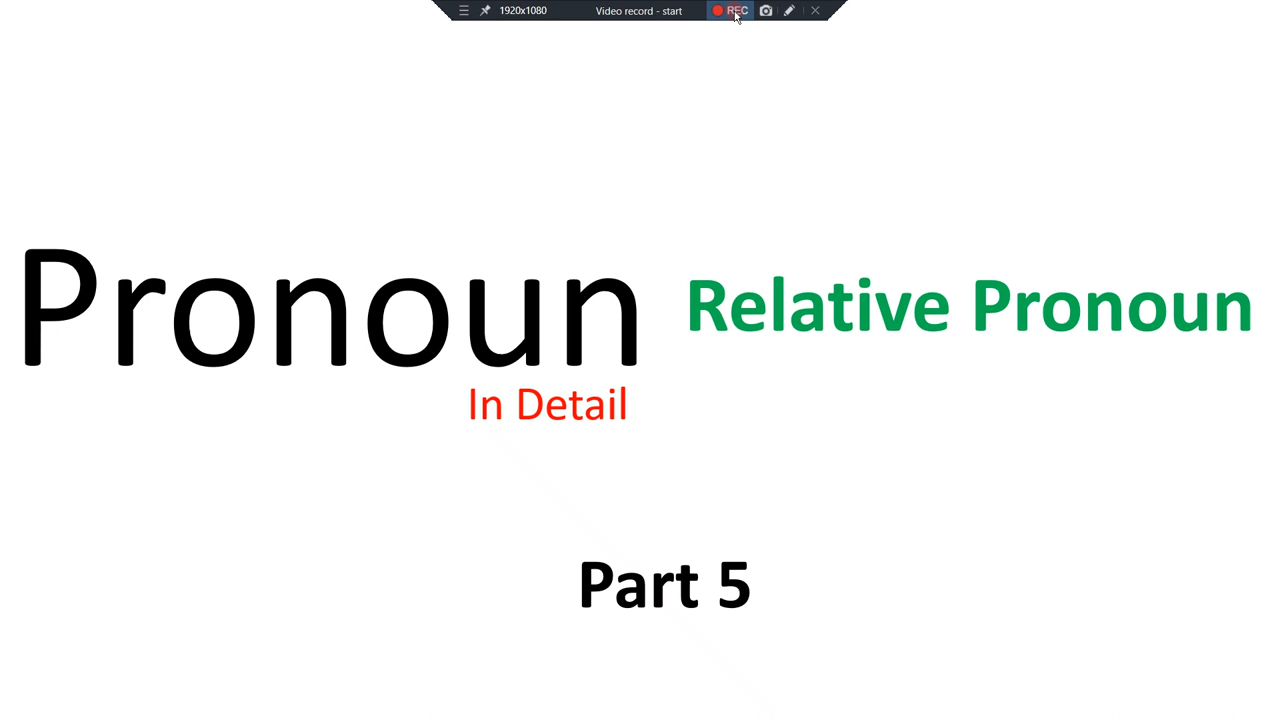 1920x1080 Video record - start REC
Pronoun Relative Pronoun
In Detail
Part 5